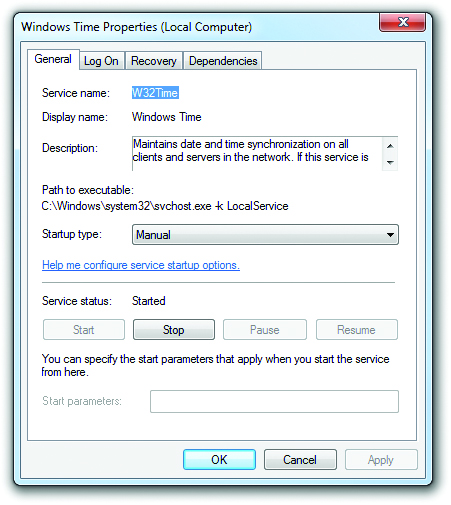 Windows Time Properties (Local Computer)
General Log On Recovery Dependencies
Service name: W32Time
Display name: Windows Time
Description: Maintains date and time synchronization on all
clients and servers in the network. If this service is
Path to executable:
C:\Windows\system32\svchost.exe -k LocalService
Startup type: Manual
Help me configure service startup options.
Service status: Started
Start Stop Pause Resume
You can specify the start parameters that apply when you start the service
from here.
Start parameters:
OK Cancel Apply